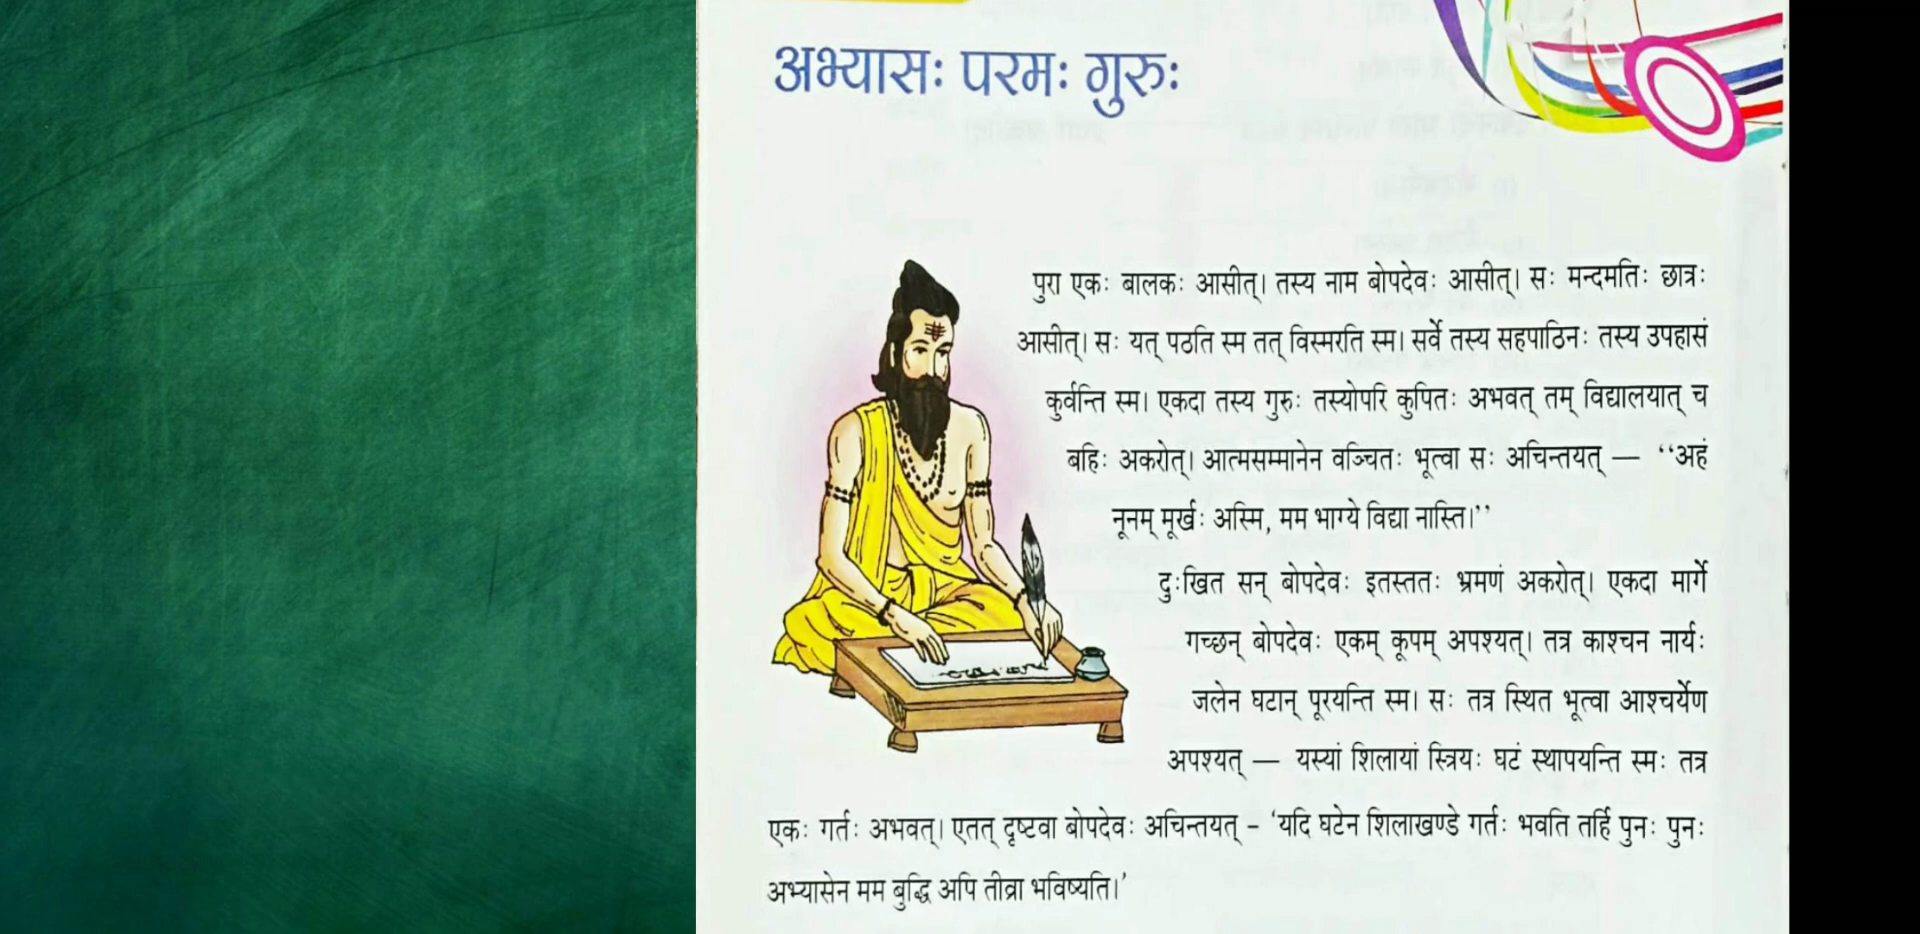 अभ्यासः परमः गुरुः
पुरा एकः बालकः आसीत्। तस्य नाम बोपदेवः आसीत्। सः मन्दमतिः छात्रः
आसीत्। सः यत् पठति स्म तत् विस्मरति स्म। सर्वे तस्य सहपाठिनः तस्य उपहासं
कुर्वन्ति स्म। एकदा तस्य गुरुः तस्योपरि कुपितः अभवत् तम् विद्यालयात् च
बहिः अकरोत्। आत्मसम्मानेन वञ्चितः भूत्वा सः अचिन्तयत् — ‘‘अहं
नूनम् मूर्खः अस्मि, मम भाग्ये विद्या नास्ति।’’
दुःखित सन् बोपदेवः इतस्ततः भ्रमणं अकरोत्। एकदा मार्गे
गच्छन् बोपदेवः एकम् कूपम् अपश्यत्। तत्र काश्चन नार्यः
जलेन घटान् पूरयन्ति स्म। सः तत्र स्थित भूत्वा आश्चर्येण
अपश्यत् — यस्यां शिलायां स्त्रियः घटं स्थापयन्ति स्मः तत्र
एकः गर्तः अभवत्। एतत् दृष्टवा बोपदेवः अचिन्तयत् – ‘यदि घटेन शिलाखण्डे गर्तः भवति तर्हि पुनः पुनः
अभ्यासेन मम बुद्धि अपि तीव्रा भविष्यति।’